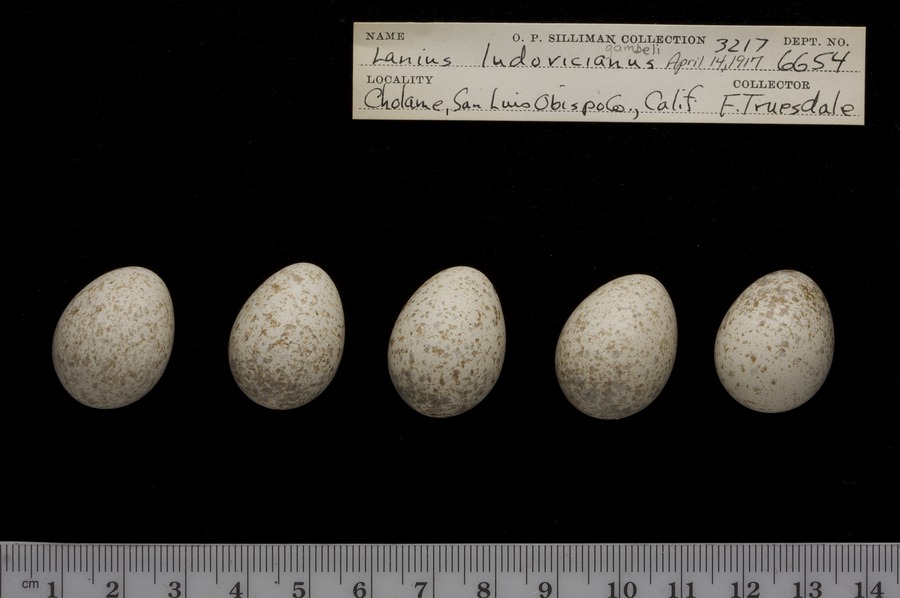 NAME O. P. SILLIMAN COLLECTION 3217 DEPT. NO.
gambeli
Lanius ludovicianus April 14, 1917 6654
LOCALITY COLLECTOR
Cholame, San Luis Obispo Co., Calif. F. Truesdale
cm 1 2 3 4 5 6 7 8 9 10 11 12 13 14